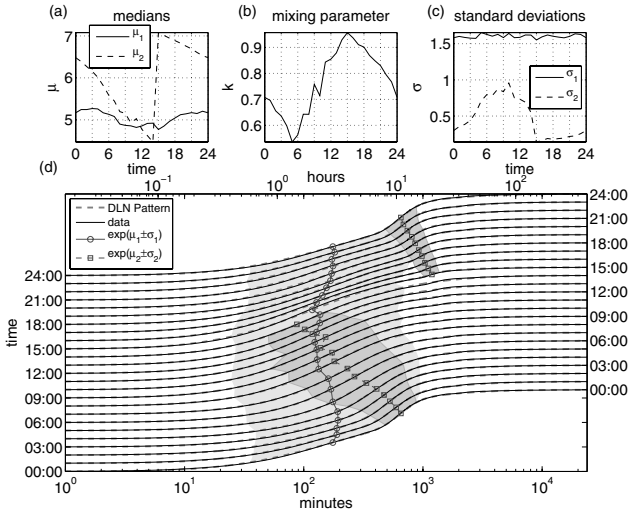 (a) medians
μ
7
6
5
μ1
μ2
0 6 12 18 24
time
(b) mixing parameter
k
0.9
0.8
0.7
0.6
0 6 12 18 24
(c) standard deviations
σ
1.5
1
0.5
σ1
σ2
0 6 12 18 24
time
(d)
hours
10^-1 10^0 10^1 10^2
DLN Pattern
data
exp(μ1±σ1)
exp(μ2±σ2)
time
24:00
21:00
18:00
15:00
12:00
09:00
06:00
03:00
00:00
24:00
21:00
18:00
15:00
12:00
09:00
06:00
03:00
00:00
10^0 10^1 10^2 10^3 10^4
minutes